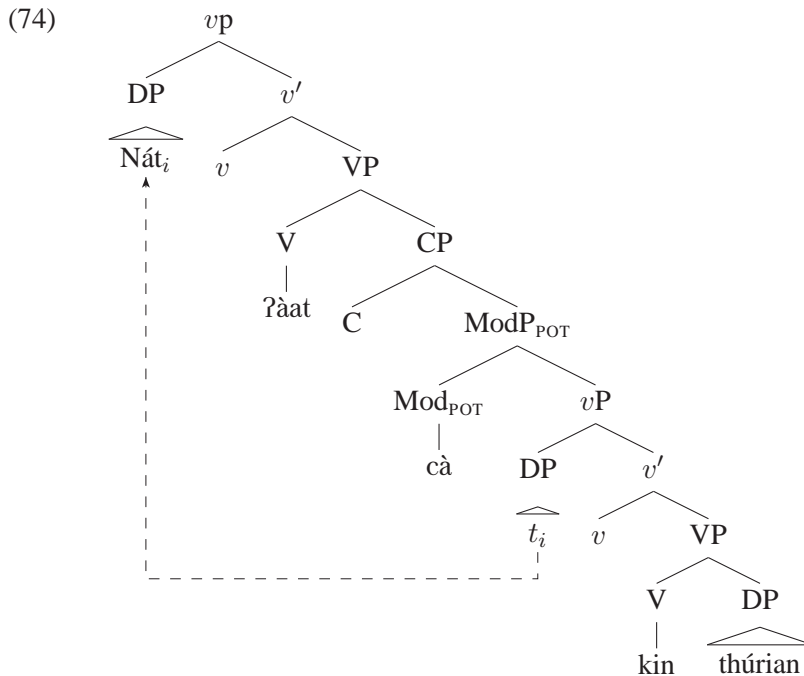 (74) vp
DP v′
Nát_i v VP
V CP
ʔàat C ModP_POT
Mod_POT vP
cà DP v′
t_i v VP
V DP
kin thúrian